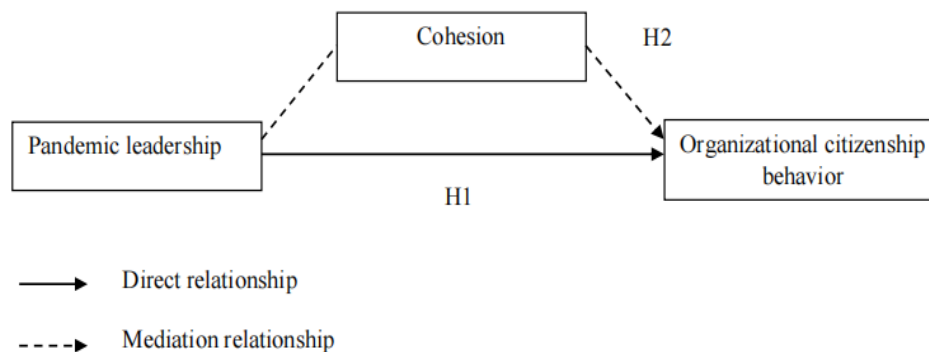 Cohesion
H2
Pandemic leadership
Organizational citizenship
behavior
H1
Direct relationship
Mediation relationship